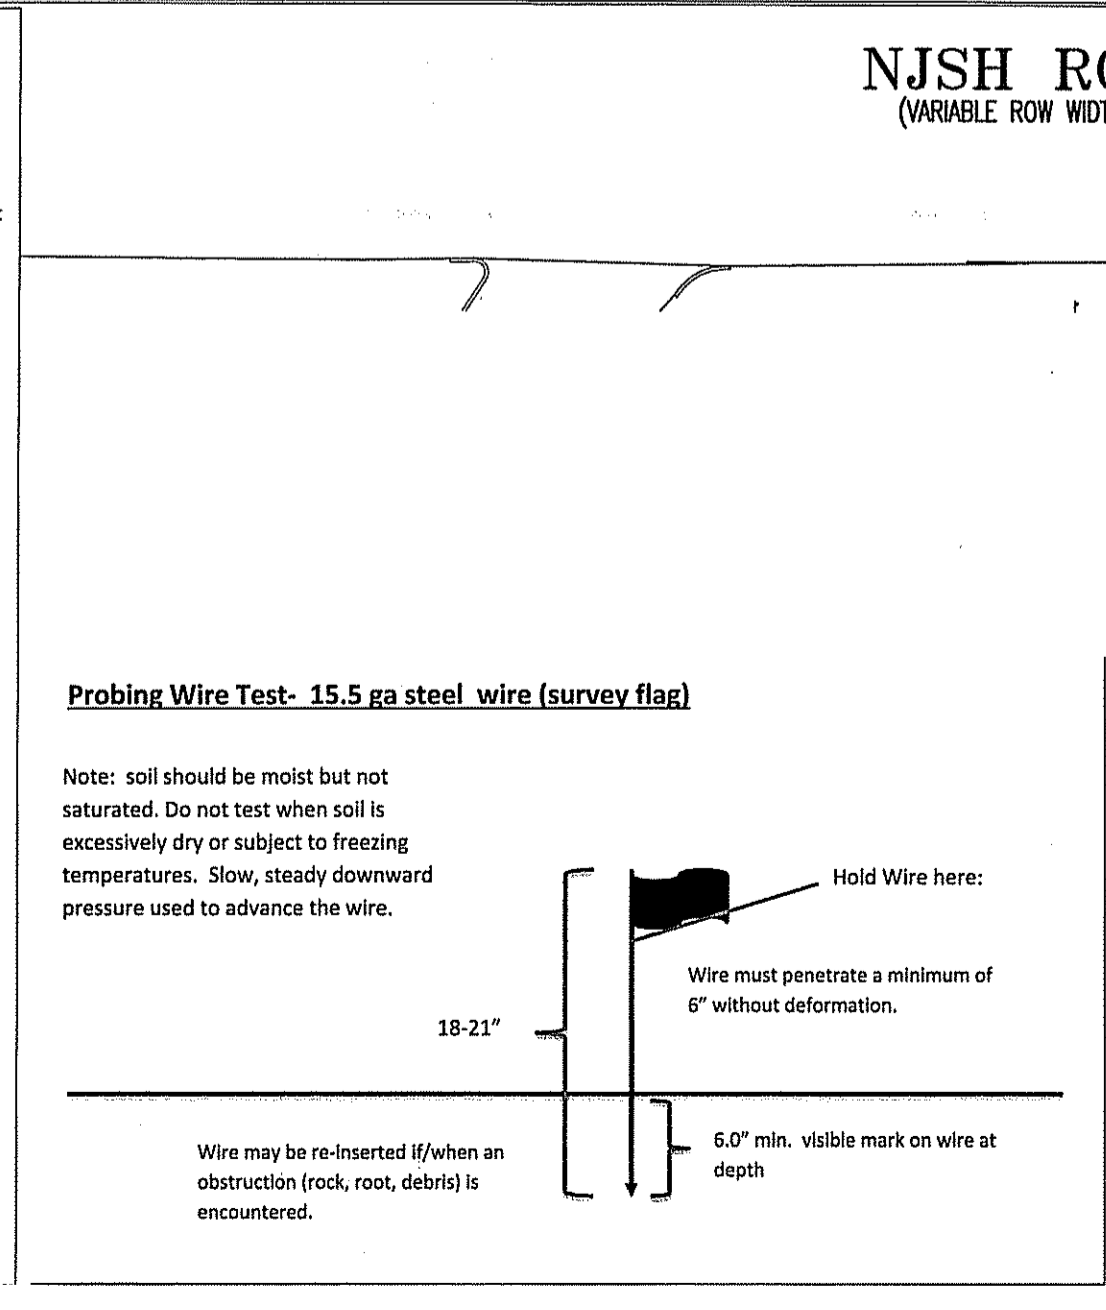 NJSH
(VARIABLE ROW
Probing Wire Test- 15.5 ga steel wire (survey flag)
Note: soil should be moist but not
saturated. Do not test when soil is
excessively dry or subject to freezing
temperatures. Slow, steady downward
pressure used to advance the wire.
Hold Wire here:
Wire must penetrate a minimum of
6" without deformation.
18-21"
6.0" min. visible mark on wire at
depth
Wire may be re-inserted if/when an
obstruction (rock, root, debris) is
encountered.